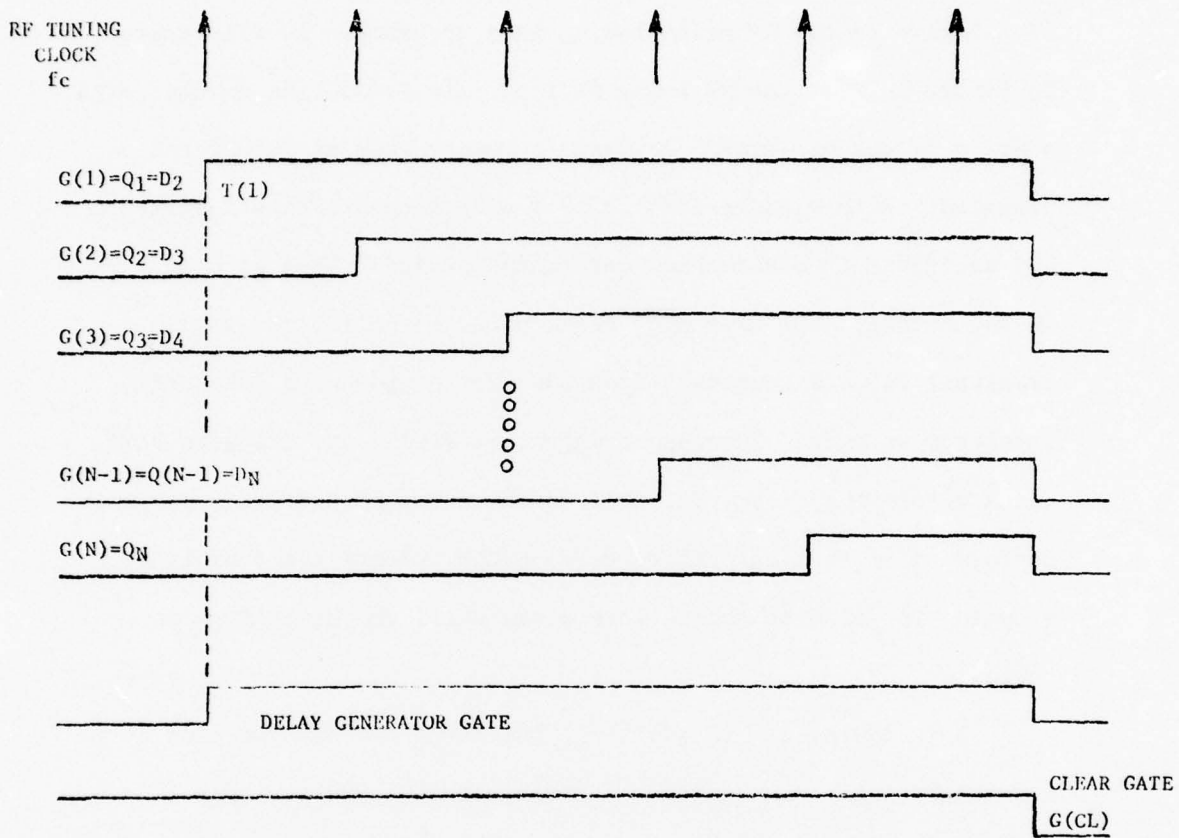 RF TUNING
CLOCK
fc
G(1)=Q1=D2
T(1)
G(2)=Q2=D3
G(3)=Q3=D4
G(N-1)=Q(N-1)=DN
G(N)=QN
DELAY GENERATOR GATE
CLEAR GATE
G(CL)